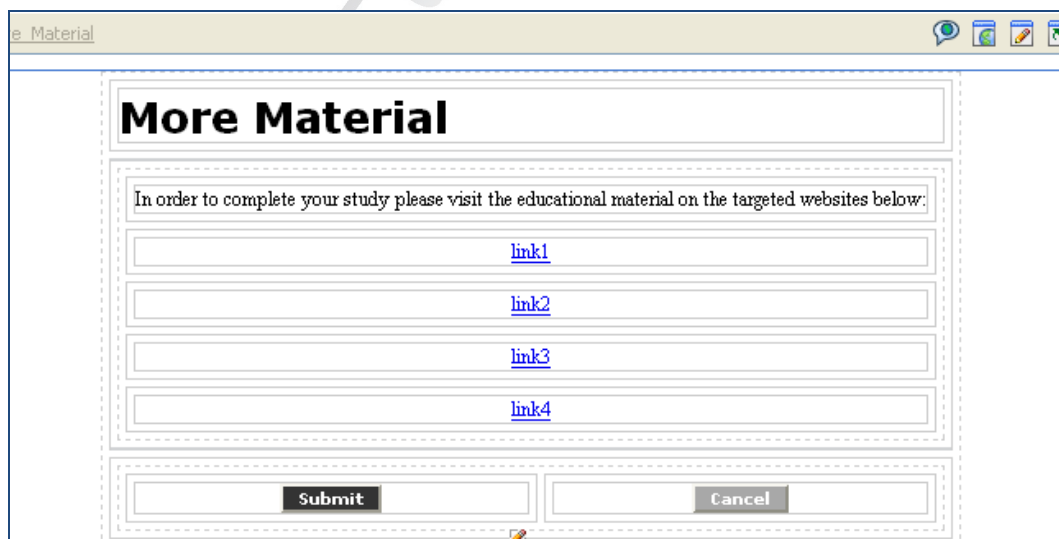 e Material
More Material
In order to complete your study please visit the educational material on the targeted websites below:
link1
link2
link3
link4
Submit
Cancel